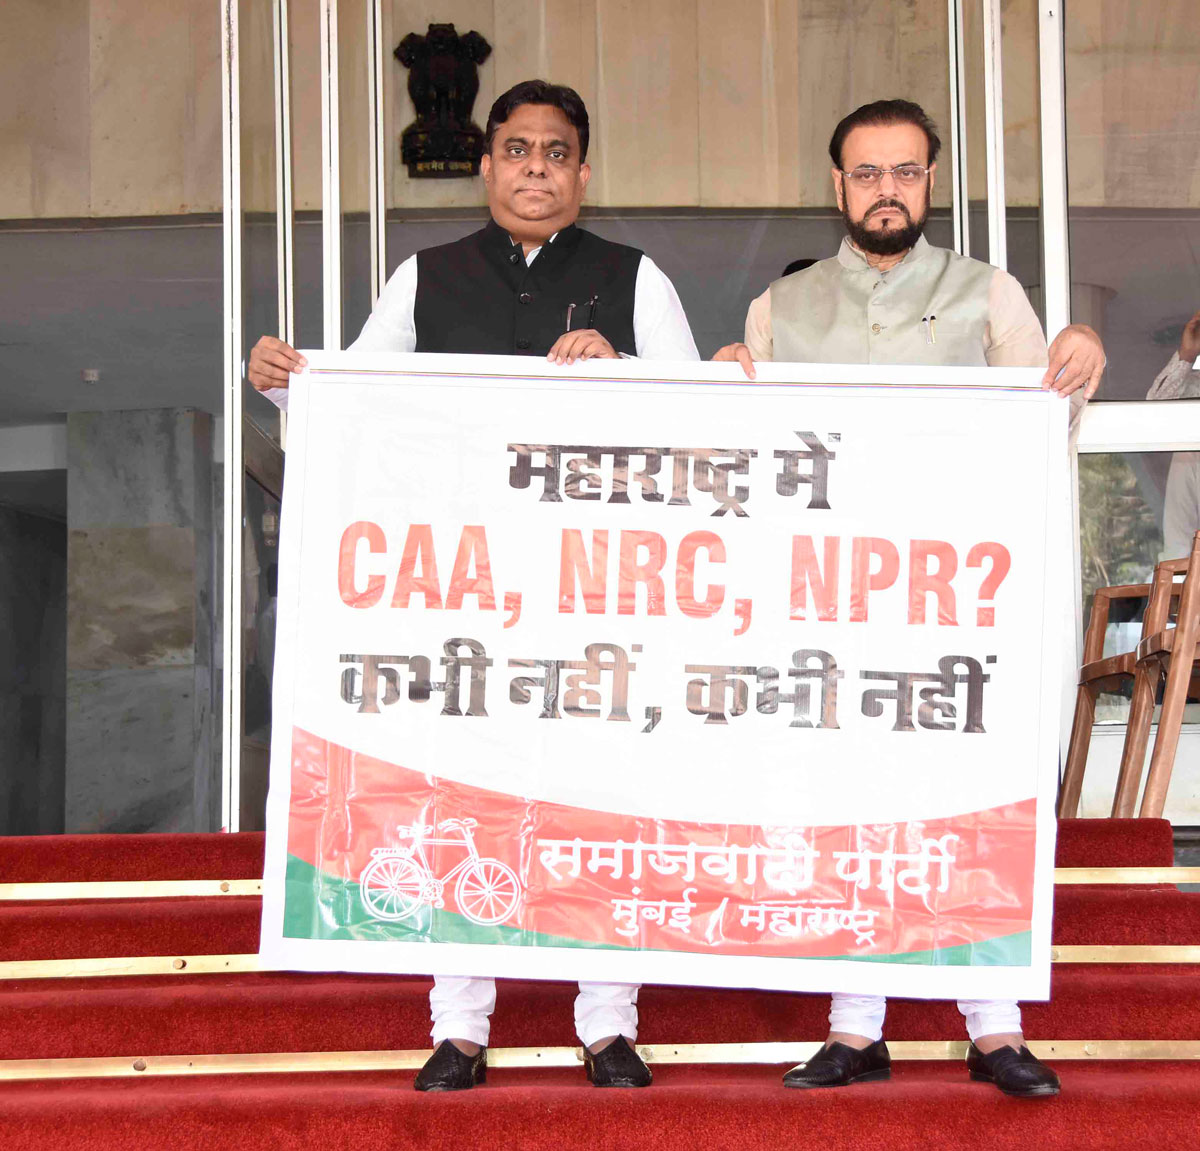 महाराष्ट्र में
CAA, NRC, NPR?
कभी नहीं, कभी नहीं
समाजवादी पार्टी
मुंबई / महाराष्ट्र